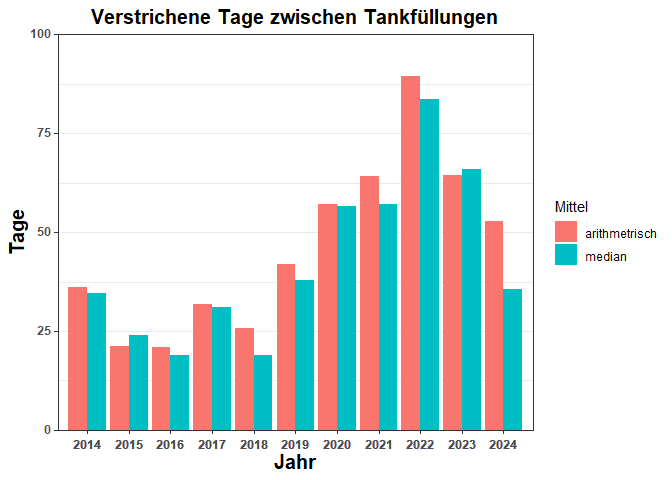 Verstrichene Tage zwischen Tankfüllungen
100
75
50
25
0
Tage
2014 2015 2016 2017 2018 2019 2020 2021 2022 2023 2024
Jahr
Mittel
arithmetrisch
median